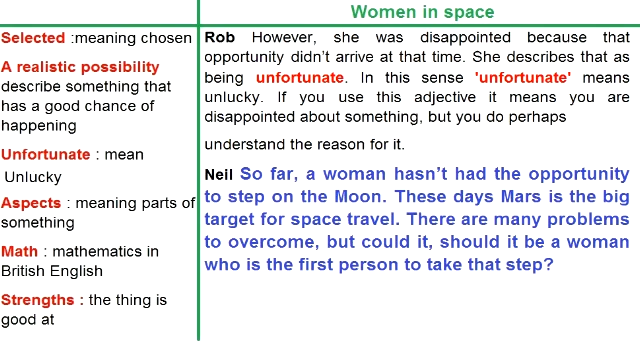 Women in space
Selected :meaning chosen
A realistic possibility
describe something that
has a good chance of
happening
Unfortunate : mean
Unlucky
Aspects : meaning parts of
something
Math : mathematics in
British English
Strengths : the thing is
good at
Rob However, she was disappointed because that
opportunity didn't arrive at that time. She describes that as
being unfortunate. In this sense 'unfortunate' means
unlucky. If you use this adjective it means you are
disappointed about something, but you do perhaps
understand the reason for it.
Neil So far, a woman hasn't had the opportunity
to step on the Moon. These days Mars is the big
target for space travel. There are many problems
to overcome, but could it, should it be a woman
who is the first person to take that step?